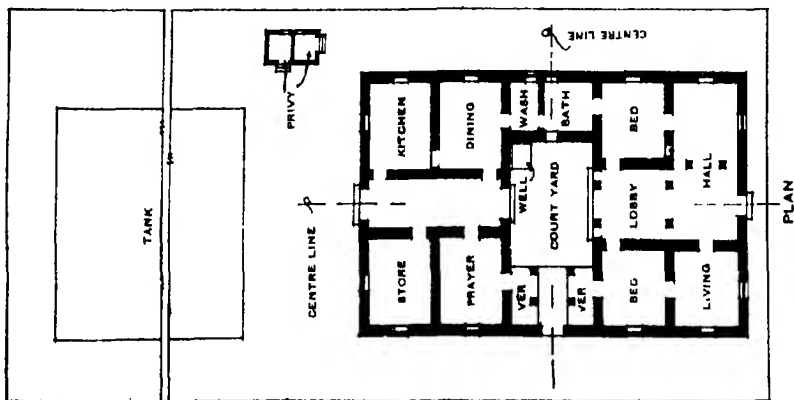 CENTRE LINE
PRIVY
KITCHEN
DINING
WASH
BATH
BED
HALL
TANK
CENTRE LINE
WELL
COURT YARD
LOBBY
STORE
PRAYER
VER
VER
BED
LIVING
PLAN